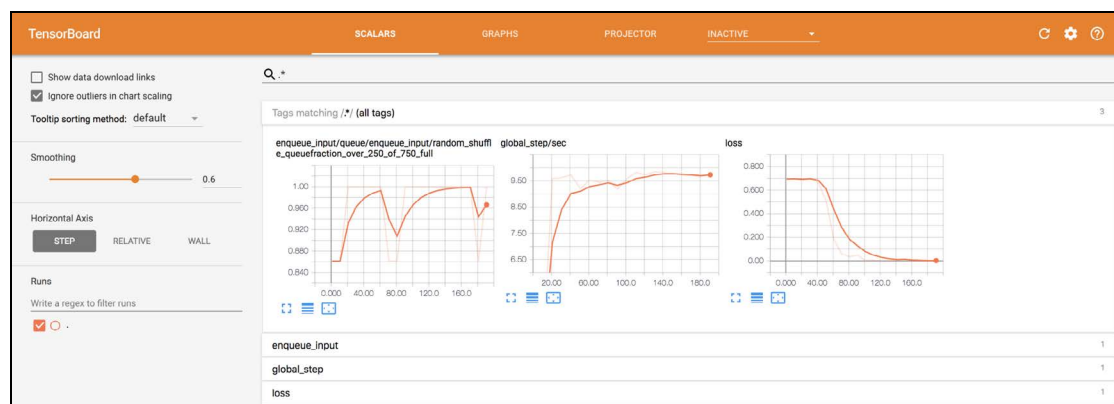 TensorBoard SCALARS GRAPHS PROJECTOR INACTIVE
Show data download links
Ignore outliers in chart scaling
Tooltip sorting method: default
Smoothing
0.6
Horizontal Axis
STEP RELATIVE WALL
Runs
Write a regex to filter runs
.
.*
Tags matching /.*/ (all tags) 3
enqueue_input/queue/enqueue_input/random_shuffl
e_queuefraction_over_250_of_750_full
1.00
0.960
0.920
0.880
0.840
0.000 40.00 80.00 120.0 160.0
global_step/sec
9.50
8.50
7.50
6.50
20.00 60.00 100.0 140.0 180.0
loss
0.800
0.600
0.400
0.200
0.00
0.000 40.00 80.00 120.0 160.0
enqueue_input 1
global_step 1
loss 1